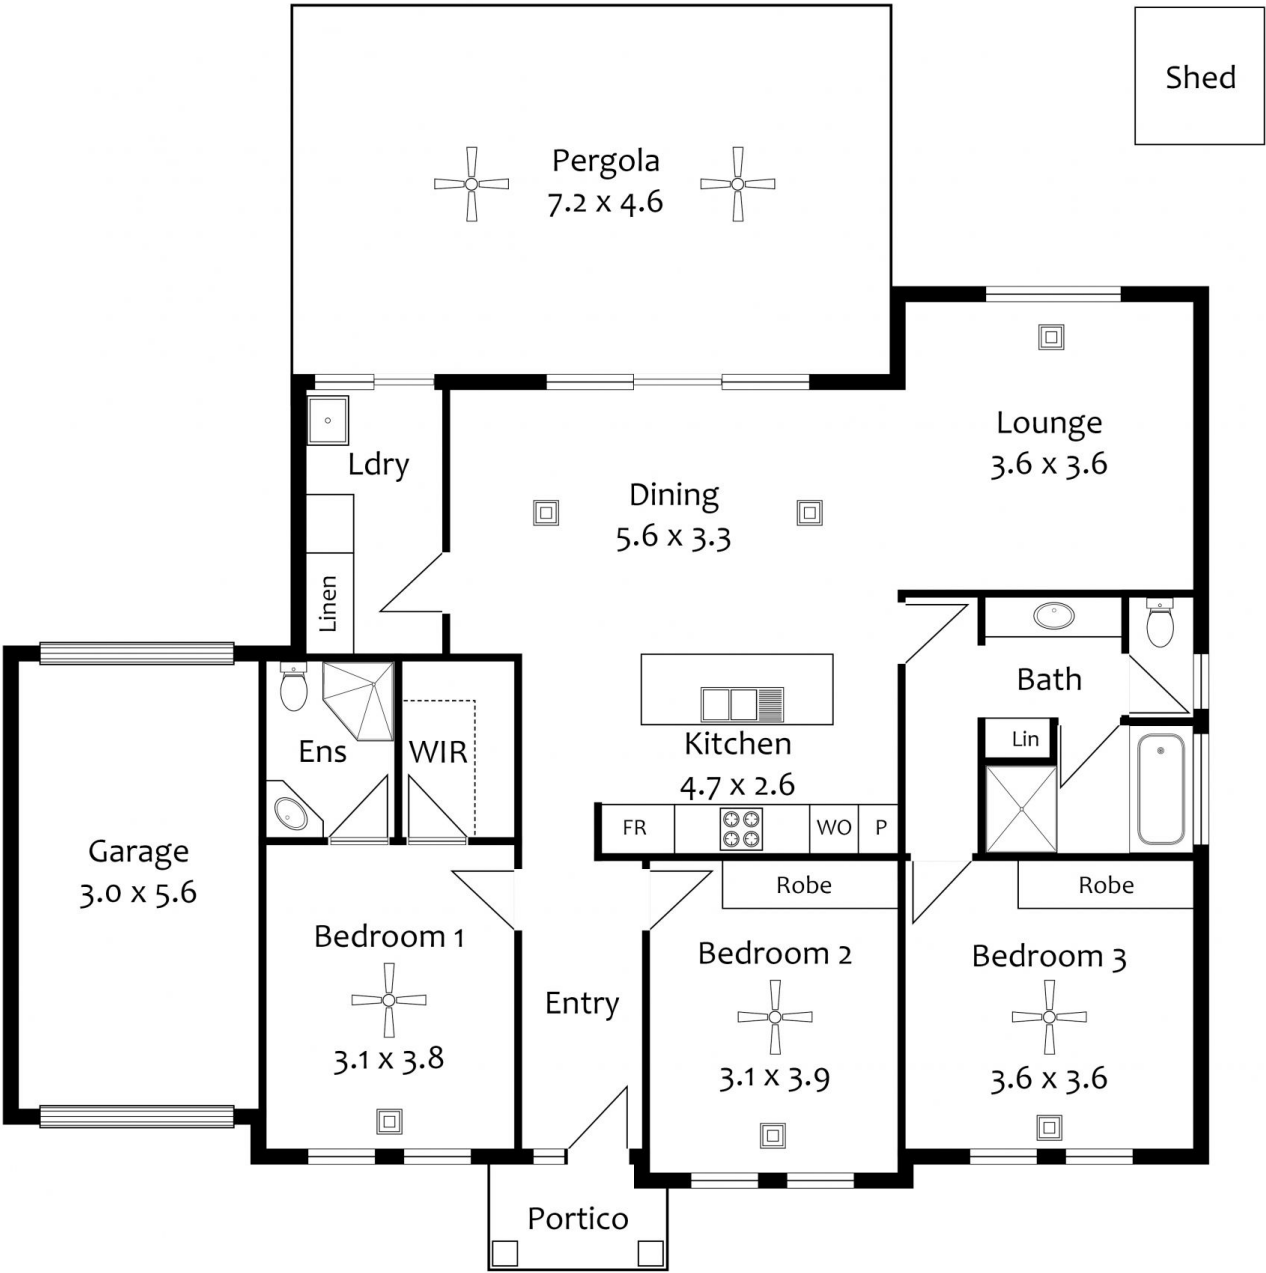 Shed
Pergola
7.2 x 4.6
Lounge
3.6 x 3.6
Ldry
Dining
5.6 x 3.3
Linen
Bath
Ens
WIR
Kitchen
4.7 x 2.6
Lin
FR
WO
P
Garage
3.0 x 5.6
Robe
Robe
Bedroom 1
3.1 x 3.8
Entry
Bedroom 2
3.1 x 3.9
Bedroom 3
3.6 x 3.6
Portico